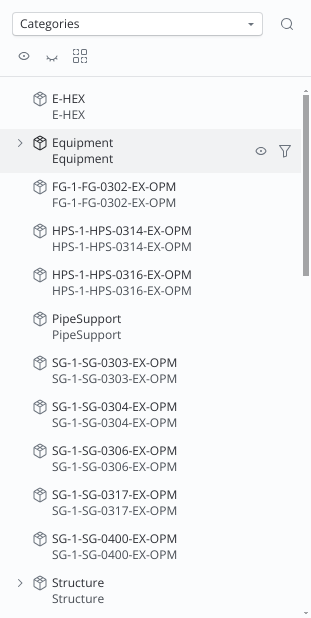 Categories
E-HEX
E-HEX
Equipment
Equipment
FG-1-FG-0302-EX-OPM
FG-1-FG-0302-EX-OPM
HPS-1-HPS-0314-EX-OPM
HPS-1-HPS-0314-EX-OPM
HPS-1-HPS-0316-EX-OPM
HPS-1-HPS-0316-EX-OPM
PipeSupport
PipeSupport
SG-1-SG-0303-EX-OPM
SG-1-SG-0303-EX-OPM
SG-1-SG-0304-EX-OPM
SG-1-SG-0304-EX-OPM
SG-1-SG-0306-EX-OPM
SG-1-SG-0306-EX-OPM
SG-1-SG-0317-EX-OPM
SG-1-SG-0317-EX-OPM
SG-1-SG-0400-EX-OPM
SG-1-SG-0400-EX-OPM
Structure
Structure